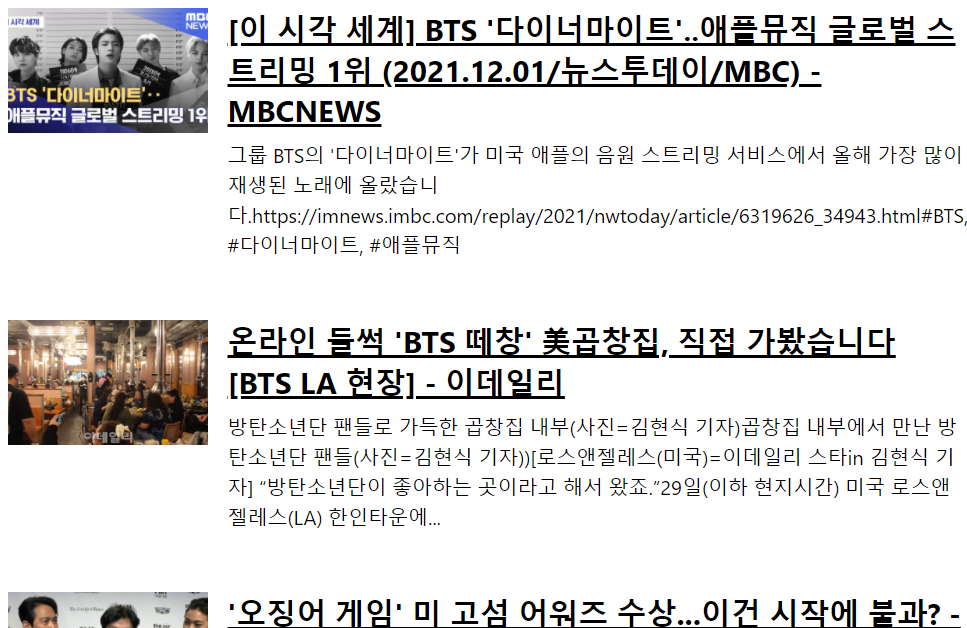 이 시각 세계
MBC
NEWS
BTS '다이너마이트'··
애플뮤직 글로벌 스트리밍 1위
[이 시각 세계] BTS '다이너마이트'..애플뮤직 글로벌 스
트리밍 1위 (2021.12.01/뉴스투데이/MBC) -
MBCNEWS
그룹 BTS의 '다이너마이트'가 미국 애플의 음원 스트리밍 서비스에서 올해 가장 많이
재생된 노래에 올랐습니
다.https://imnews.imbc.com/replay/2021/nwtoday/article/6319626_34943.html#BTS,
#다이너마이트, #애플뮤직
이데일리
온라인 들썩 'BTS 떼창' 美곱창집, 직접 가봤습니다
[BTS LA 현장] - 이데일리
방탄소년단 팬들로 가득한 곱창집 내부(사진=김현식 기자)곱창집 내부에서 만난 방
탄소년단 팬들(사진=김현식 기자))[로스앤젤레스(미국)=이데일리 스타in 김현식 기
자] “방탄소년단이 좋아하는 곳이라고 해서 왔죠.”29일(이하 현지시간) 미국 로스앤
젤레스(LA) 한인타운에...
The New York Times
'오징어 게임' 미 고섬 어워즈 수상...이건 시작에 불과? -